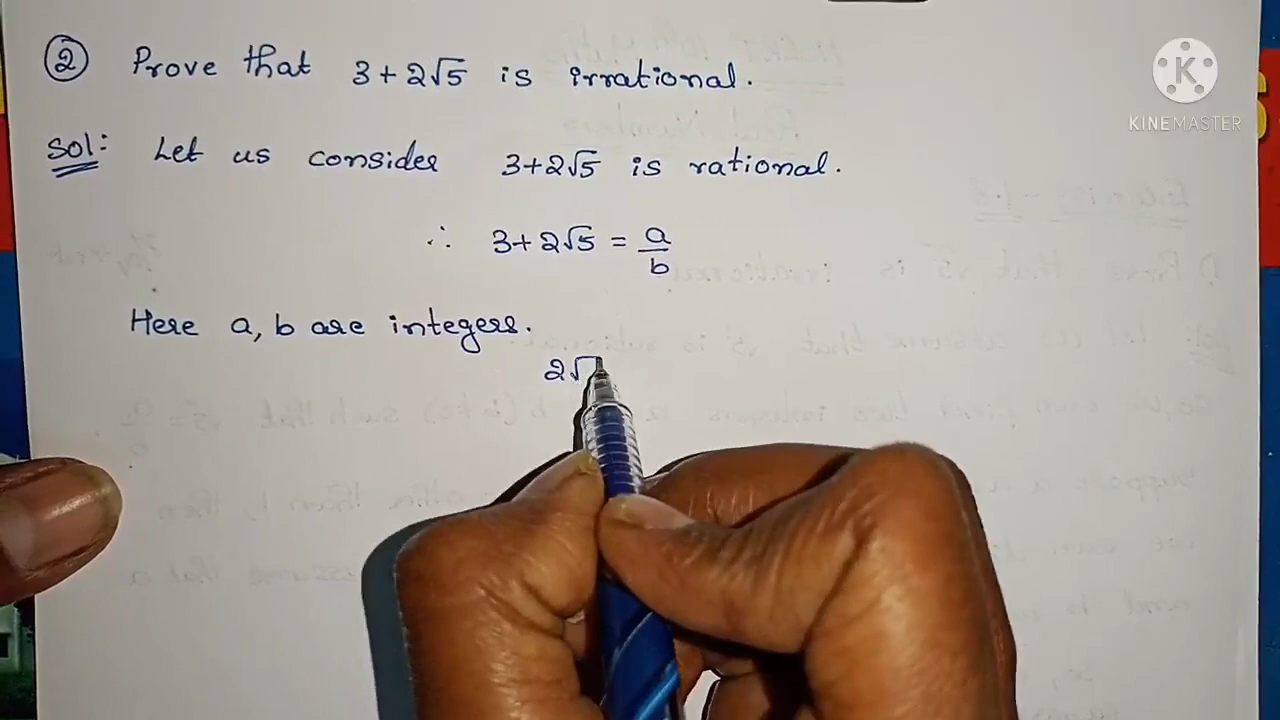 ② Prove that 3+2√5 is irrational.
Sol: Let us consider 3+2√5 is rational.
∴ 3+2√5 = a/b
Here a, b are integers.
2√
K
KINEMASTER